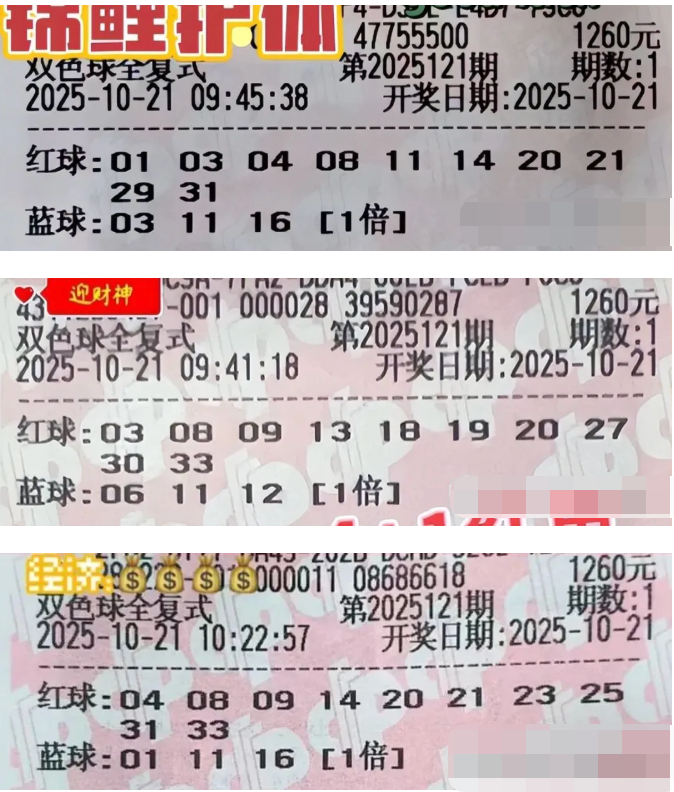 锦鲤护体
47755500 1260元
双色球全复式 第2025121期 期数:1
2025-10-21 09:45:38 开奖日期:2025-10-21
红球:01 03 04 08 11 14 20 21
29 31
蓝球:03 11 16 [1倍]
迎财神
-001 000028 39590287 1260元
双色球全复式 第2025121期 期数:1
2025-10-21 09:41:18 开奖日期:2025-10-21
红球:03 08 09 13 18 19 20 27
30 33
蓝球:06 11 12 [1倍]
000011 08686618 1260元
双色球全复式 第2025121期 期数:1
2025-10-21 10:22:57 开奖日期:2025-10-21
红球:04 08 09 14 20 21 23 25
31 33
蓝球:01 11 16 [1倍]